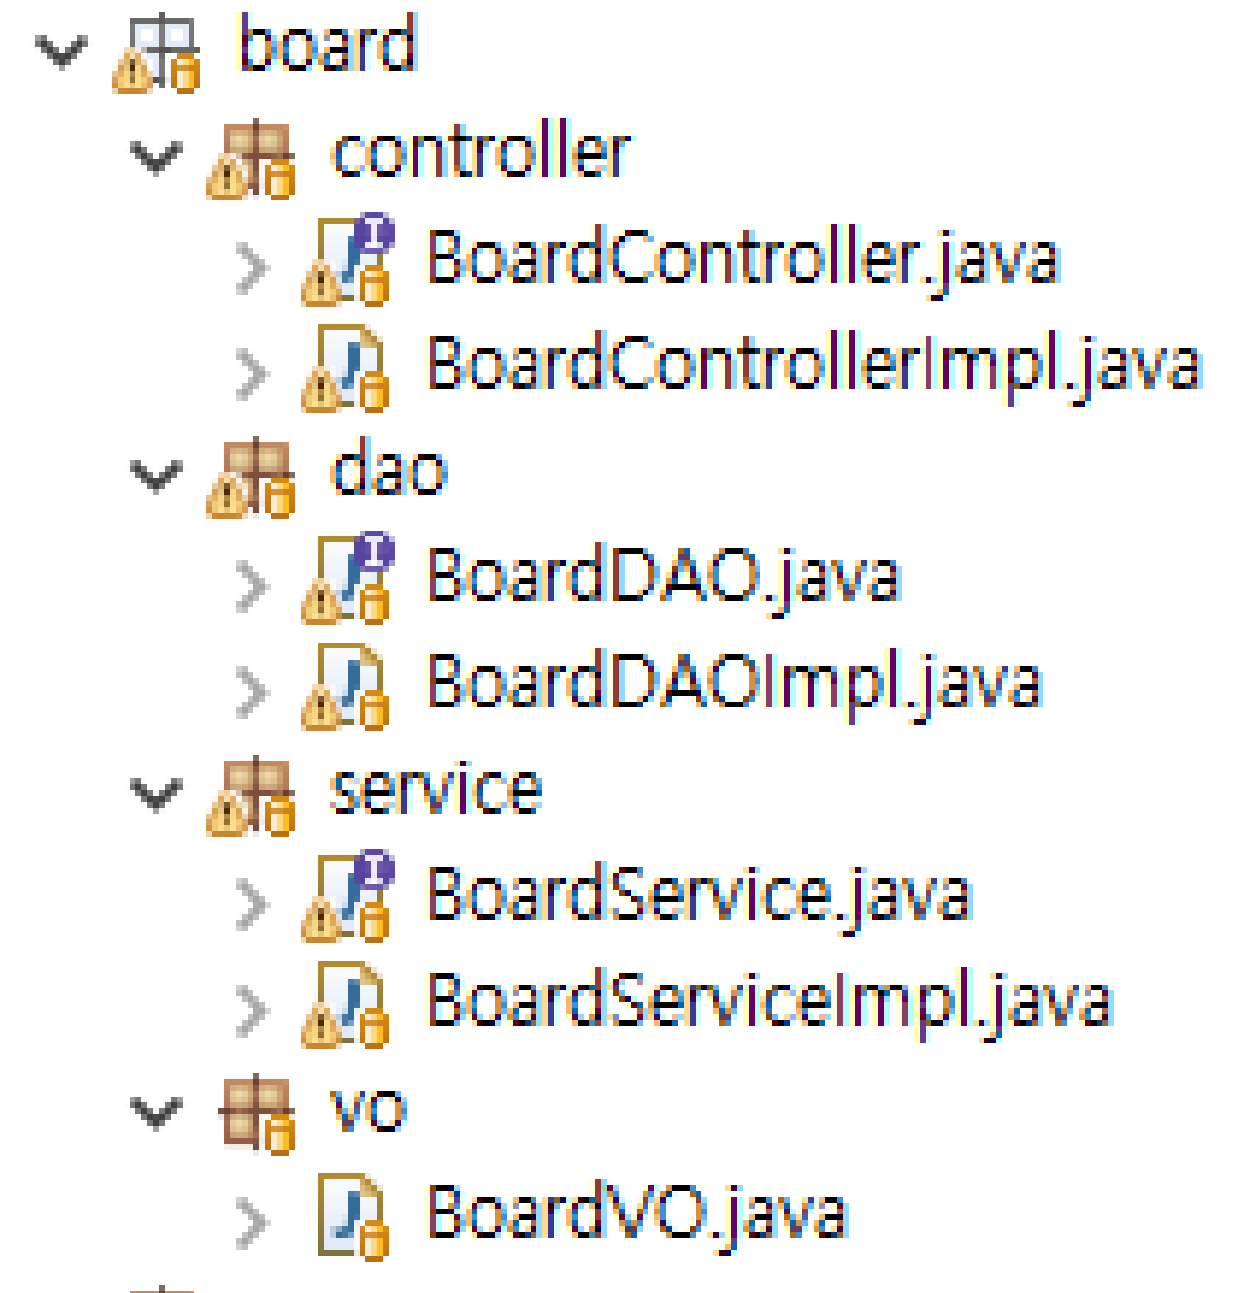 board
controller
BoardController.java
BoardControllerImpl.java
dao
BoardDAO.java
BoardDAOImpl.java
service
BoardService.java
BoardServiceImpl.java
vo
BoardVO.java